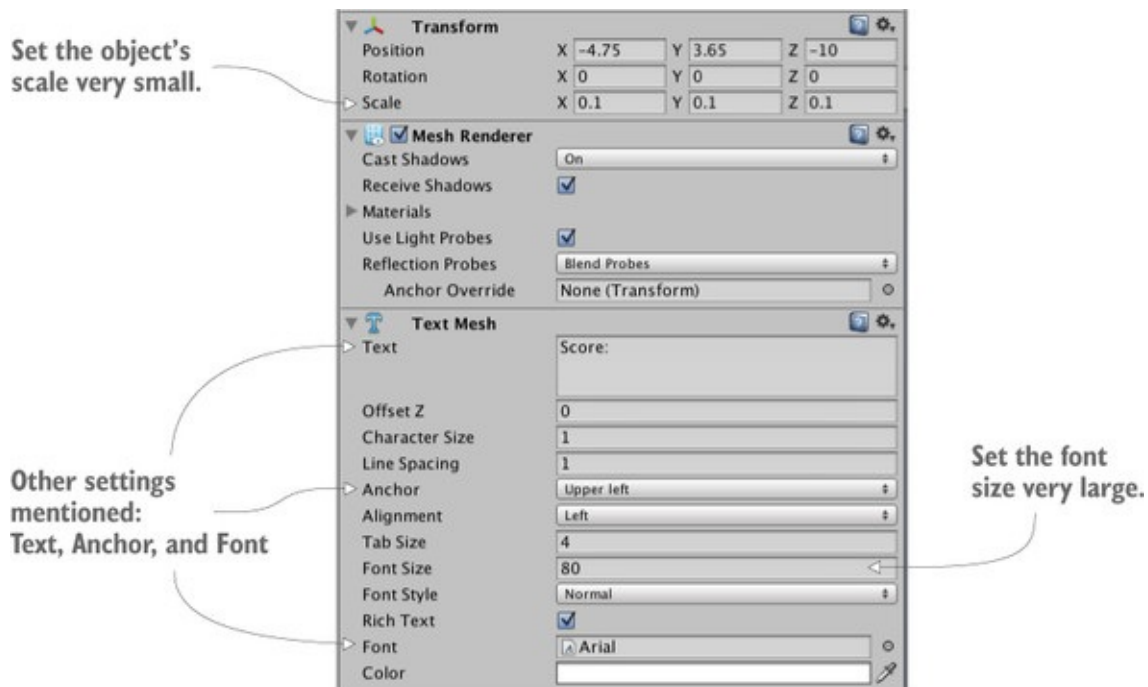 Set the object's
scale very small.
Transform
Position X -4.75 Y 3.65 Z -10
Rotation X 0 Y 0 Z 0
Scale X 0.1 Y 0.1 Z 0.1
Mesh Renderer
Cast Shadows On
Receive Shadows
Materials
Use Light Probes
Reflection Probes Blend Probes
Anchor Override None (Transform)
Text Mesh
Text Score:
Offset Z 0
Character Size 1
Line Spacing 1
Anchor Upper left
Alignment Left
Tab Size 4
Font Size 80
Font Style Normal
Rich Text
Font Arial
Color
Other settings
mentioned:
Text, Anchor, and Font
Set the font
size very large.